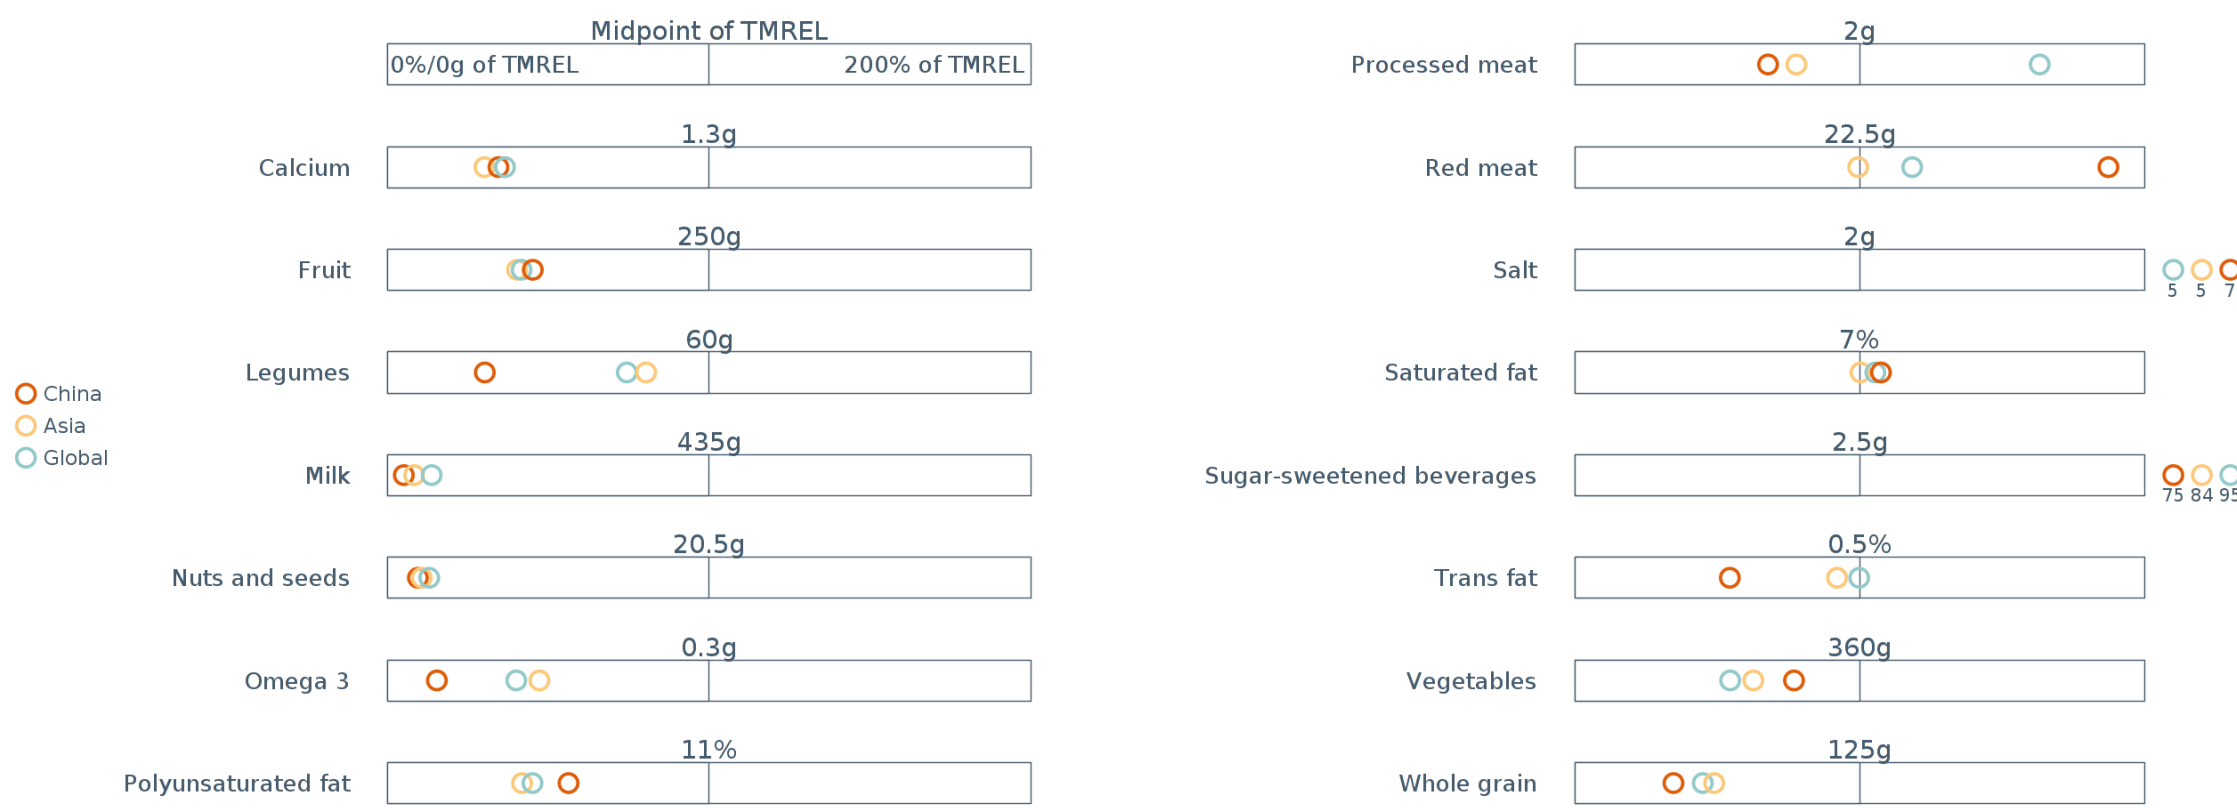 Midpoint of TMREL
0%/0g of TMREL 200% of TMREL
Calcium 1.3g
Fruit 250g
Legumes 60g
Milk 435g
Nuts and seeds 20.5g
Omega 3 0.3g
Polyunsaturated fat 11%
China
Asia
Global
Processed meat 2g
Red meat 22.5g
Salt 2g
5 5 7
Saturated fat 7%
Sugar-sweetened beverages 2.5g
75 84 95
Trans fat 0.5%
Vegetables 360g
Whole grain 125g